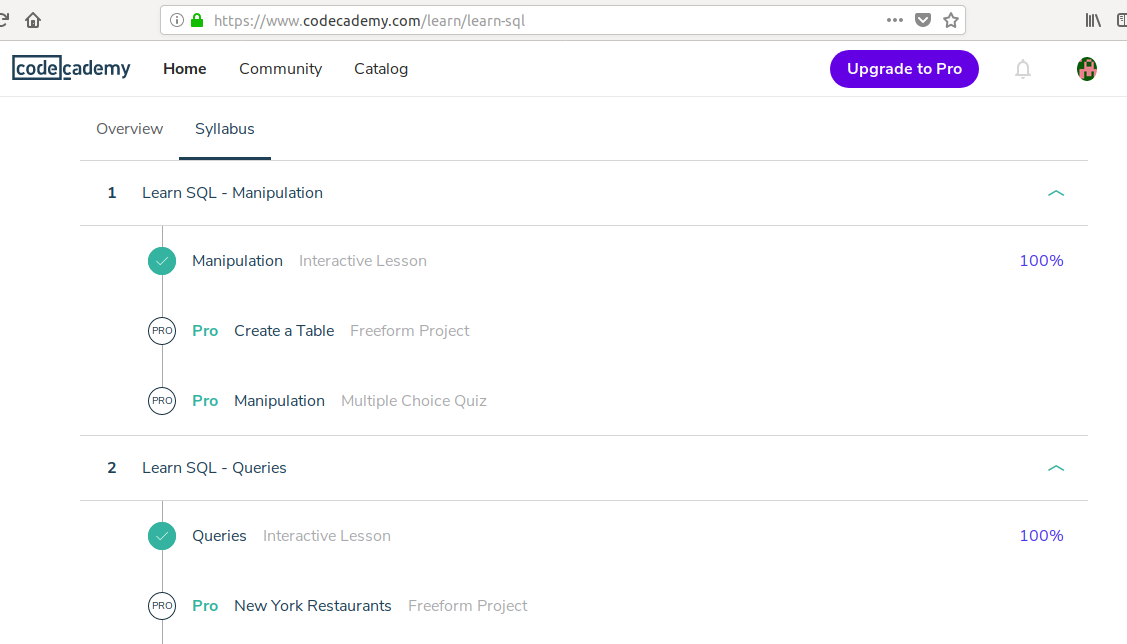 https://www.codecademy.com/learn/learn-sql
codecademy Home Community Catalog Upgrade to Pro
Overview Syllabus
1 Learn SQL - Manipulation
Manipulation Interactive Lesson 100%
PRO Pro Create a Table Freeform Project
PRO Pro Manipulation Multiple Choice Quiz
2 Learn SQL - Queries
Queries Interactive Lesson 100%
PRO Pro New York Restaurants Freeform Project